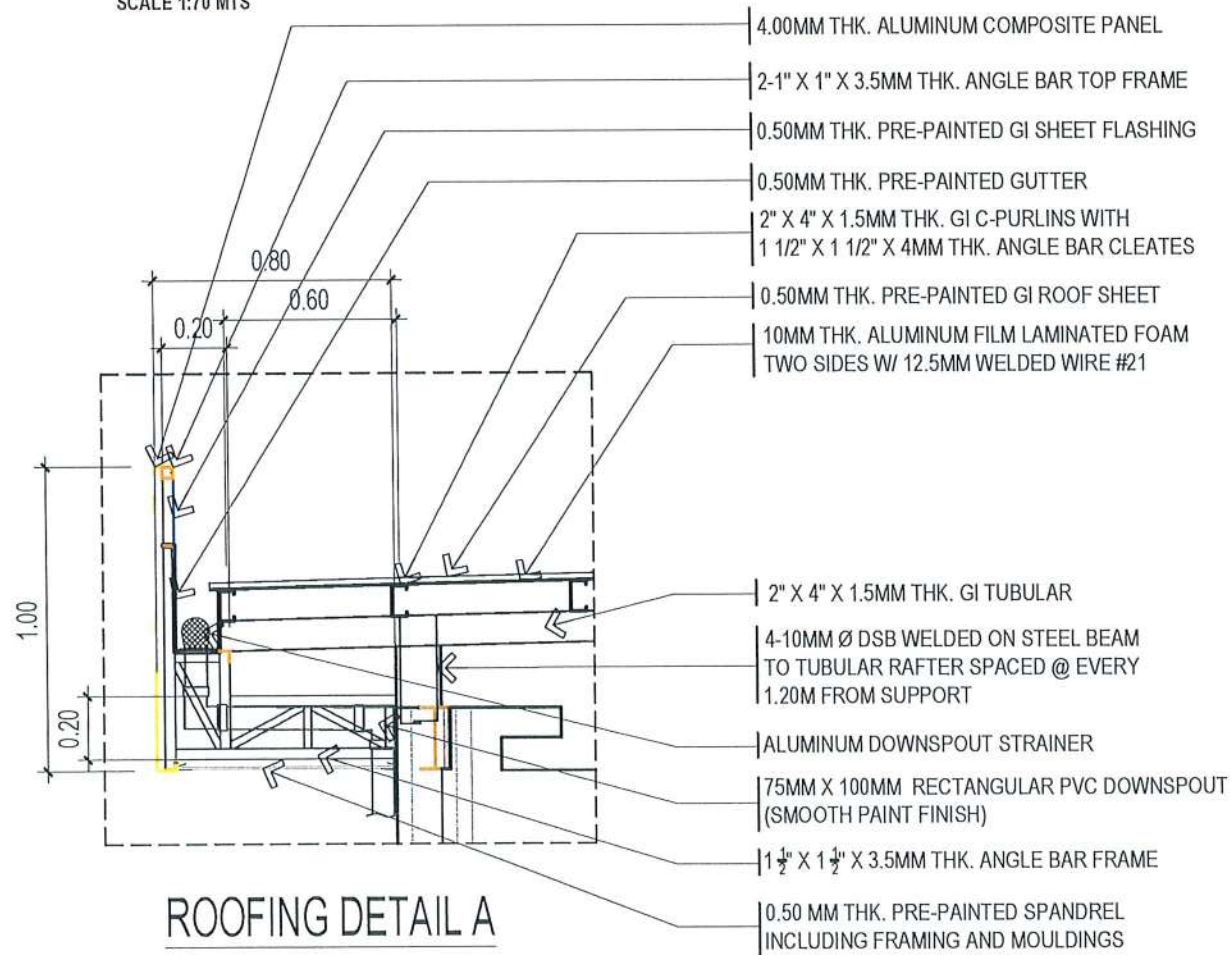 SCALE 1:70 MTS
4.00MM THK. ALUMINUM COMPOSITE PANEL
2-1" X 1" X 3.5MM THK. ANGLE BAR TOP FRAME
0.50MM THK. PRE-PAINTED GI SHEET FLASHING
0.50MM THK. PRE-PAINTED GUTTER
2" X 4" X 1.5MM THK. GI C-PURLINS WITH
1 1/2" X 1 1/2" X 4MM THK. ANGLE BAR CLEATES
0.50MM THK. PRE-PAINTED GI ROOF SHEET
10MM THK. ALUMINUM FILM LAMINATED FOAM
TWO SIDES W/ 12.5MM WELDED WIRE #21
0.80
0.60
0.20
1.00
0.20
2" X 4" X 1.5MM THK. GI TUBULAR
4-10MM Ø DSB WELDED ON STEEL BEAM
TO TUBULAR RAFTER SPACED @ EVERY
1.20M FROM SUPPORT
ALUMINUM DOWNSPOUT STRAINER
75MM X 100MM RECTANGULAR PVC DOWNSPOUT
(SMOOTH PAINT FINISH)
1 1/2" X 1 1/2" X 3.5MM THK. ANGLE BAR FRAME
0.50 MM THK. PRE-PAINTED SPANDREL
INCLUDING FRAMING AND MOULDINGS
ROOFING DETAIL A